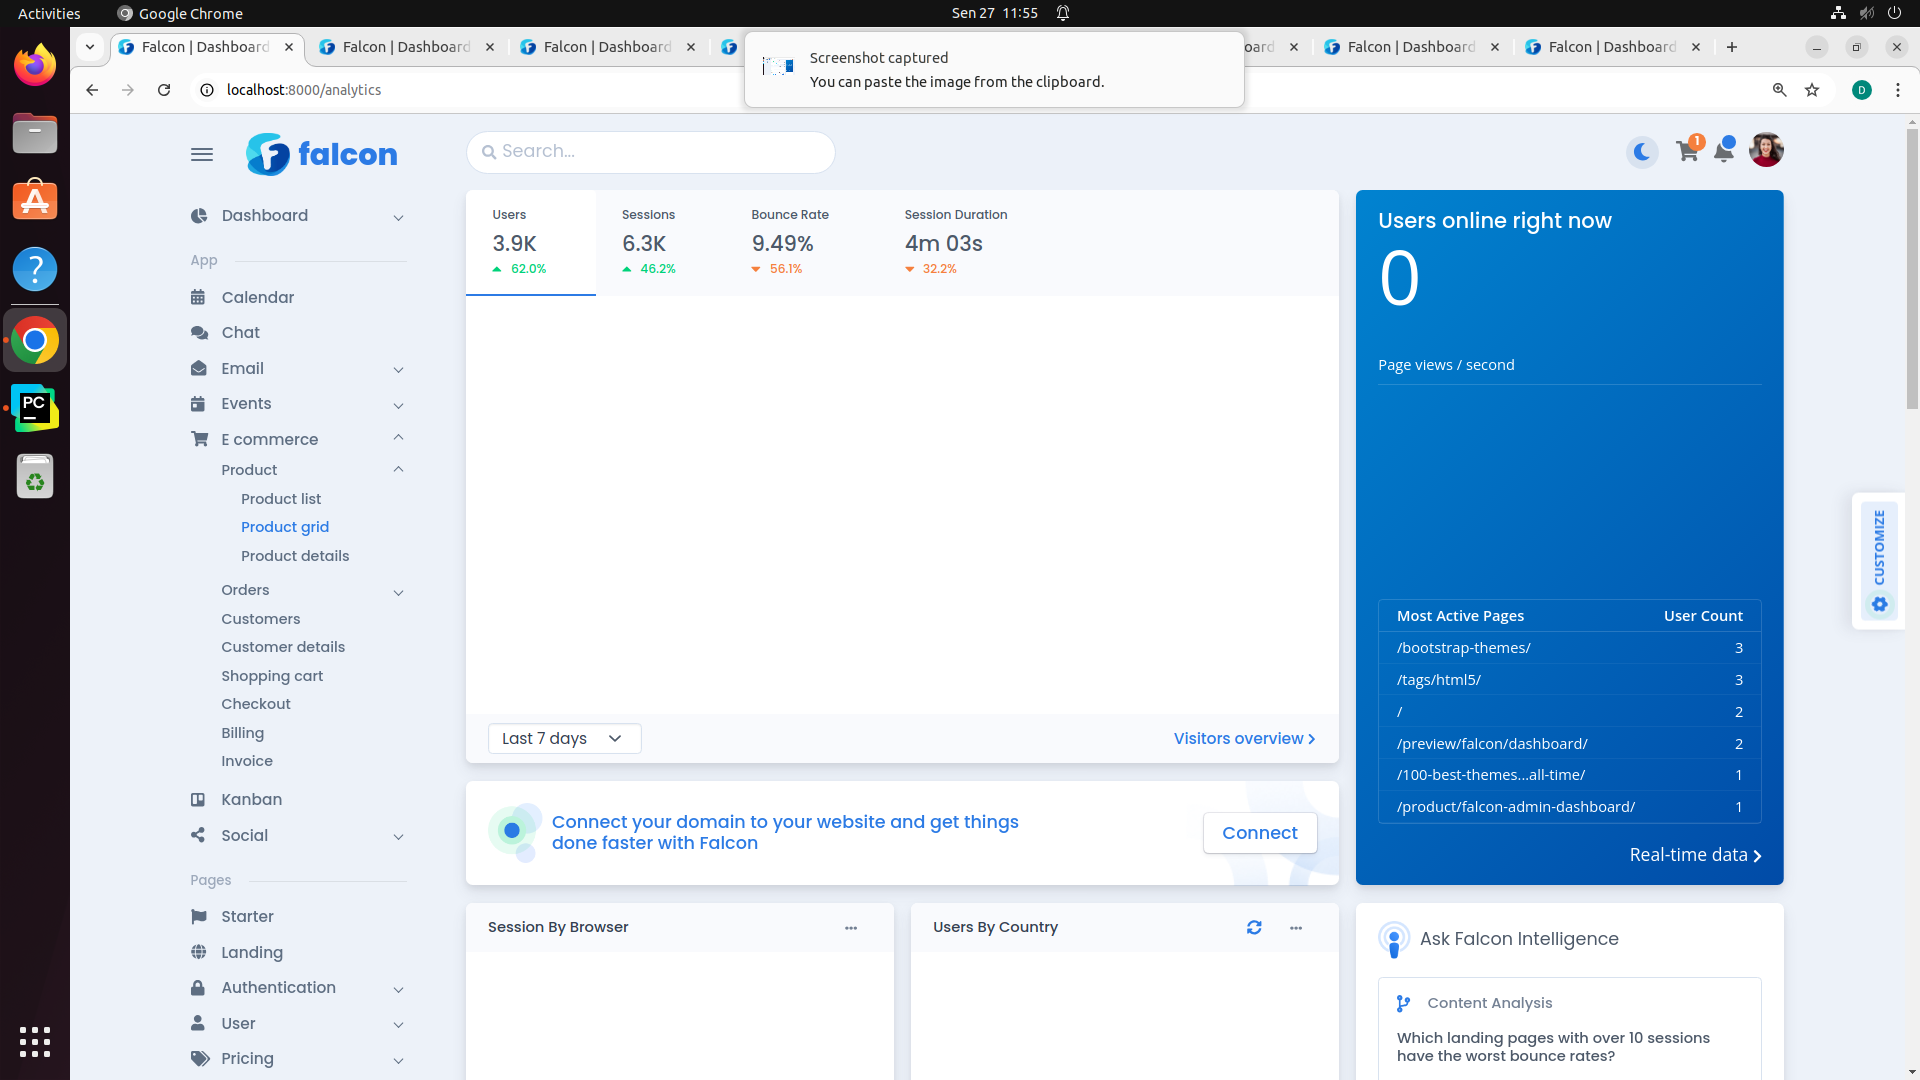 Activities
Google Chrome
Sen 27 11:55
Falcon | Dashboard
Falcon | Dashboard
Falcon | Dashboard
Falcon | Dashboard
Falcon | Dashboard
Screenshot captured
You can paste the image from the clipboard.
localhost:8000/analytics
D
falcon
Search...
1
Dashboard
App
Calendar
Chat
Email
Events
E commerce
Product
Product list
Product grid
Product details
Orders
Customers
Customer details
Shopping cart
Checkout
Billing
Invoice
Kanban
Social
Pages
Starter
Landing
Authentication
User
Pricing
Users
3.9K
62.0%
Sessions
6.3K
46.2%
Bounce Rate
9.49%
56.1%
Session Duration
4m 03s
32.2%
Last 7 days
Visitors overview
Connect your domain to your website and get things
done faster with Falcon
Connect
Session By Browser
Users By Country
Users online right now
0
Page views / second
Most Active Pages User Count
/bootstrap-themes/ 3
/tags/html5/ 3
/ 2
/preview/falcon/dashboard/ 2
/100-best-themes...all-time/ 1
/product/falcon-admin-dashboard/ 1
Real-time data
Ask Falcon Intelligence
Content Analysis
Which landing pages with over 10 sessions
have the worst bounce rates?
CUSTOMIZE
PC